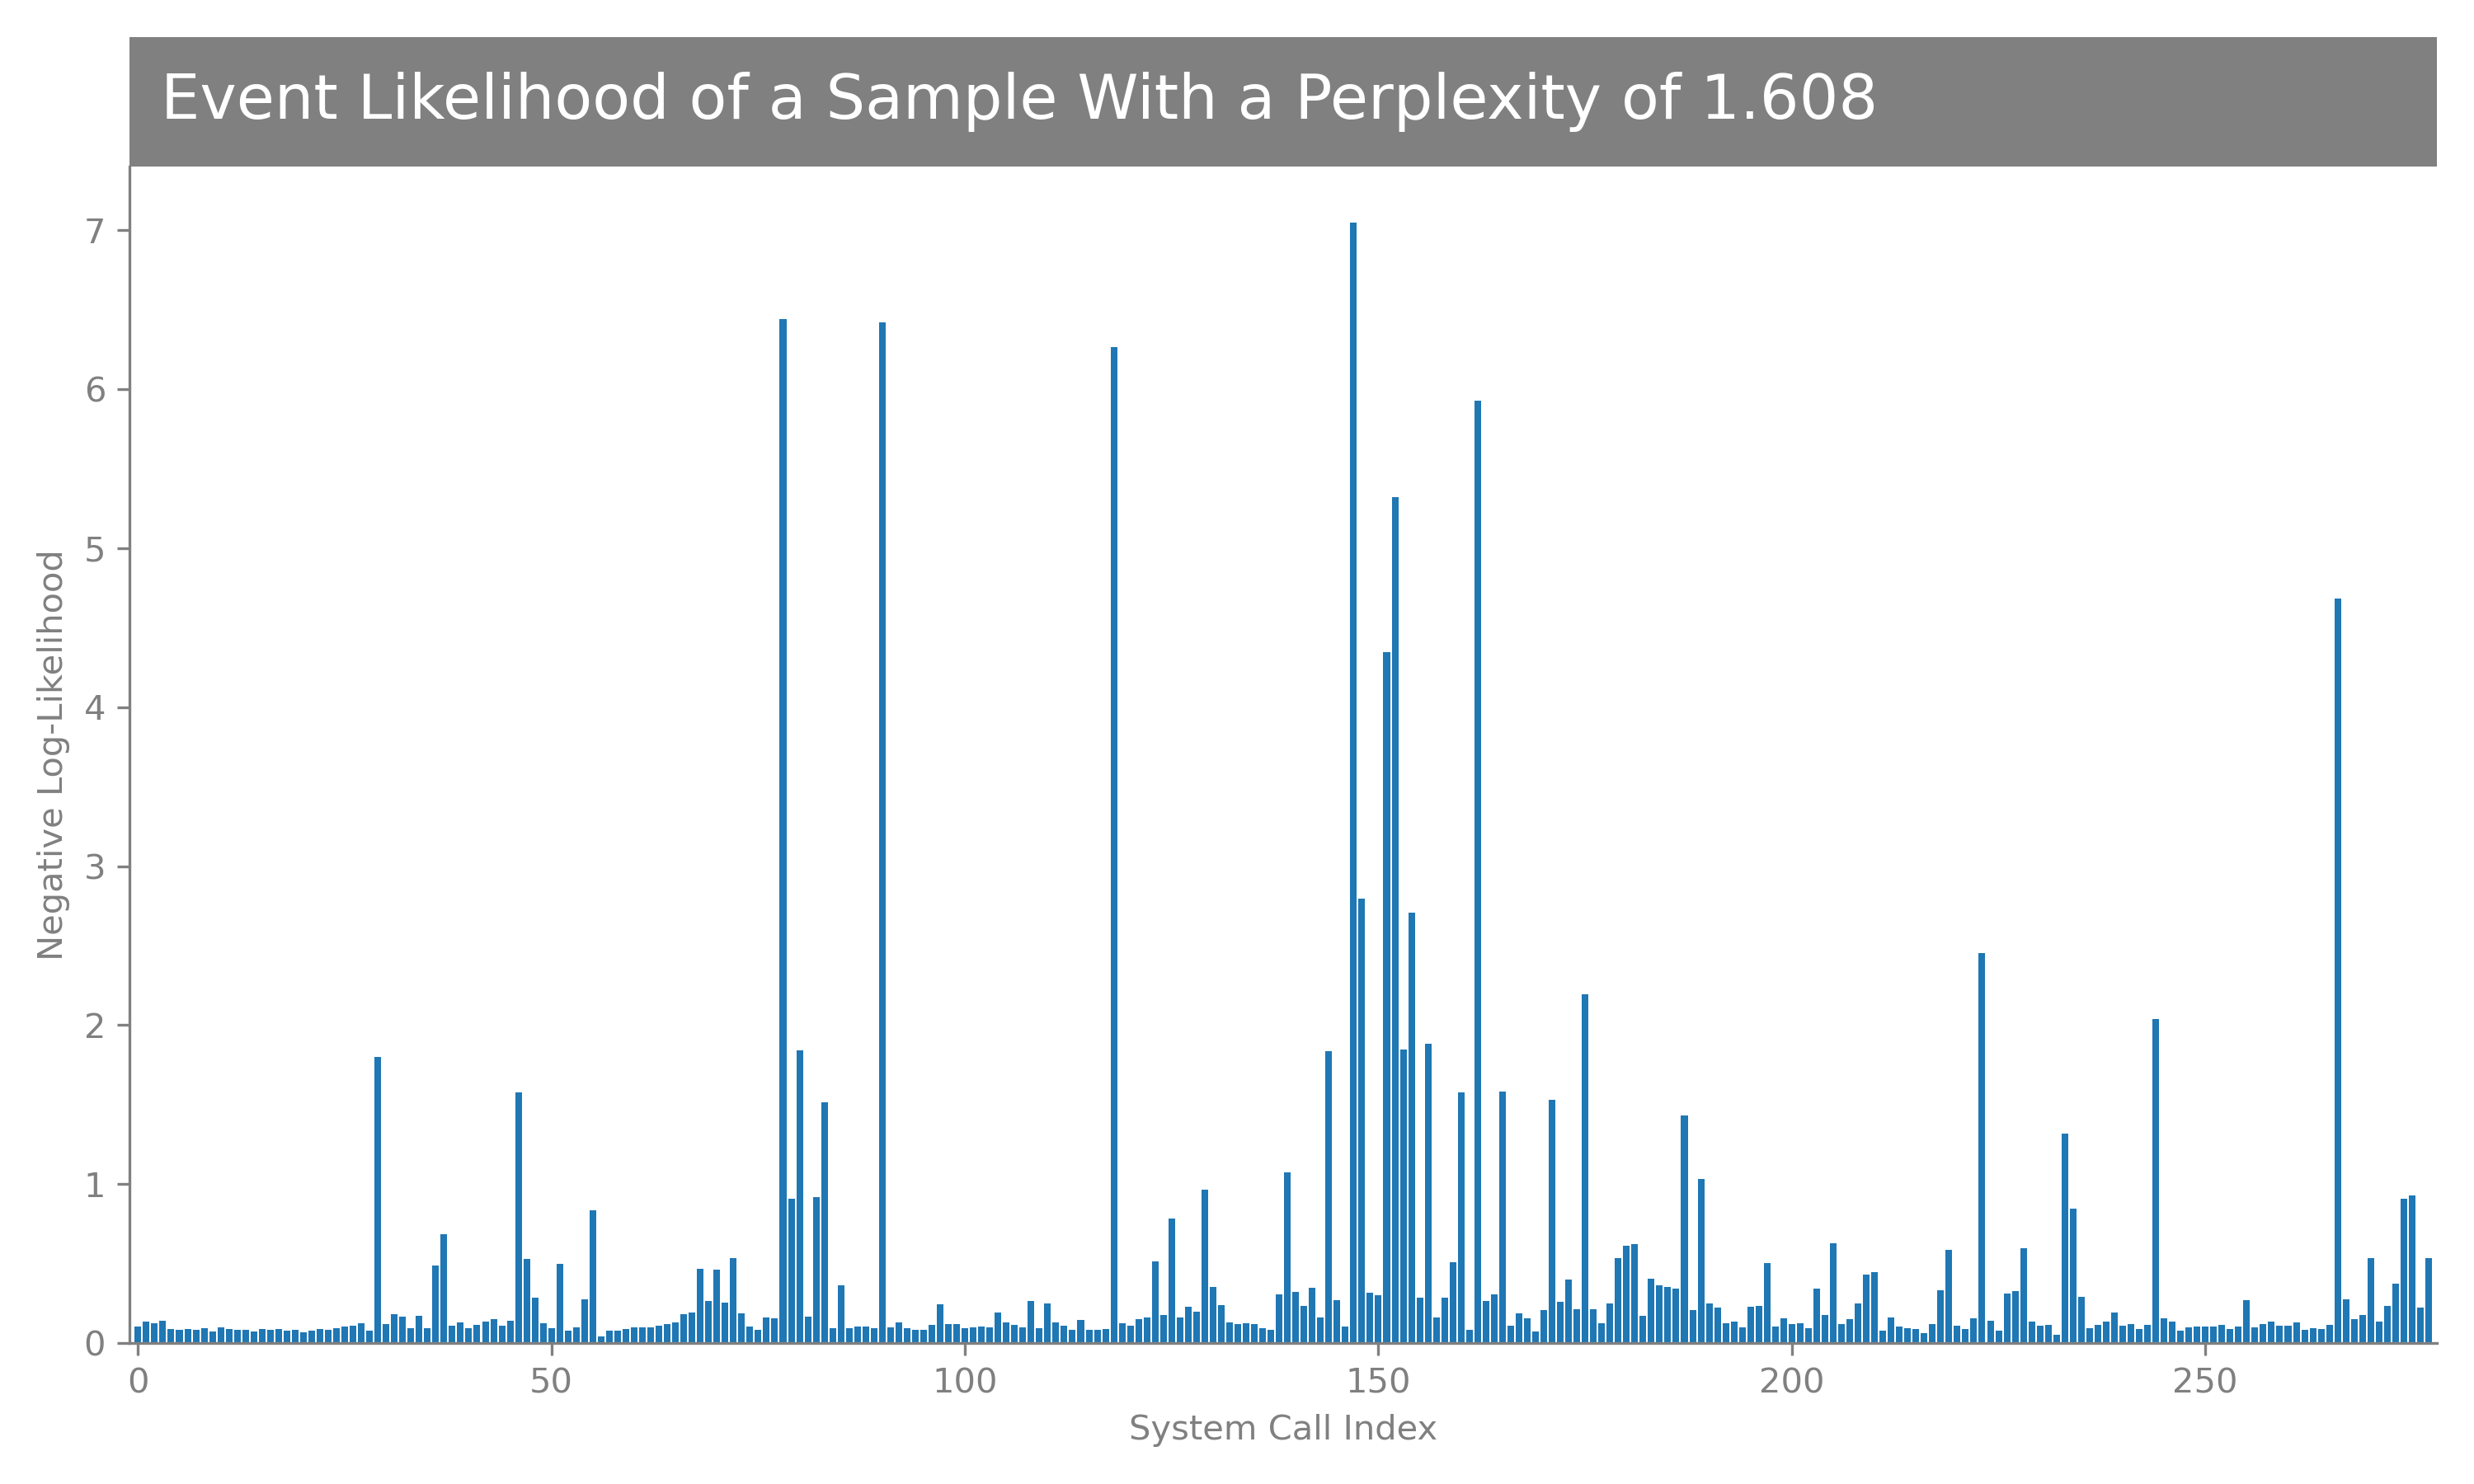 Event Likelihood of a Sample With a Perplexity of 1.608
7
6
5
4
3
2
1
0
Negative Log-Likelihood
0 50 100 150 200 250
System Call Index